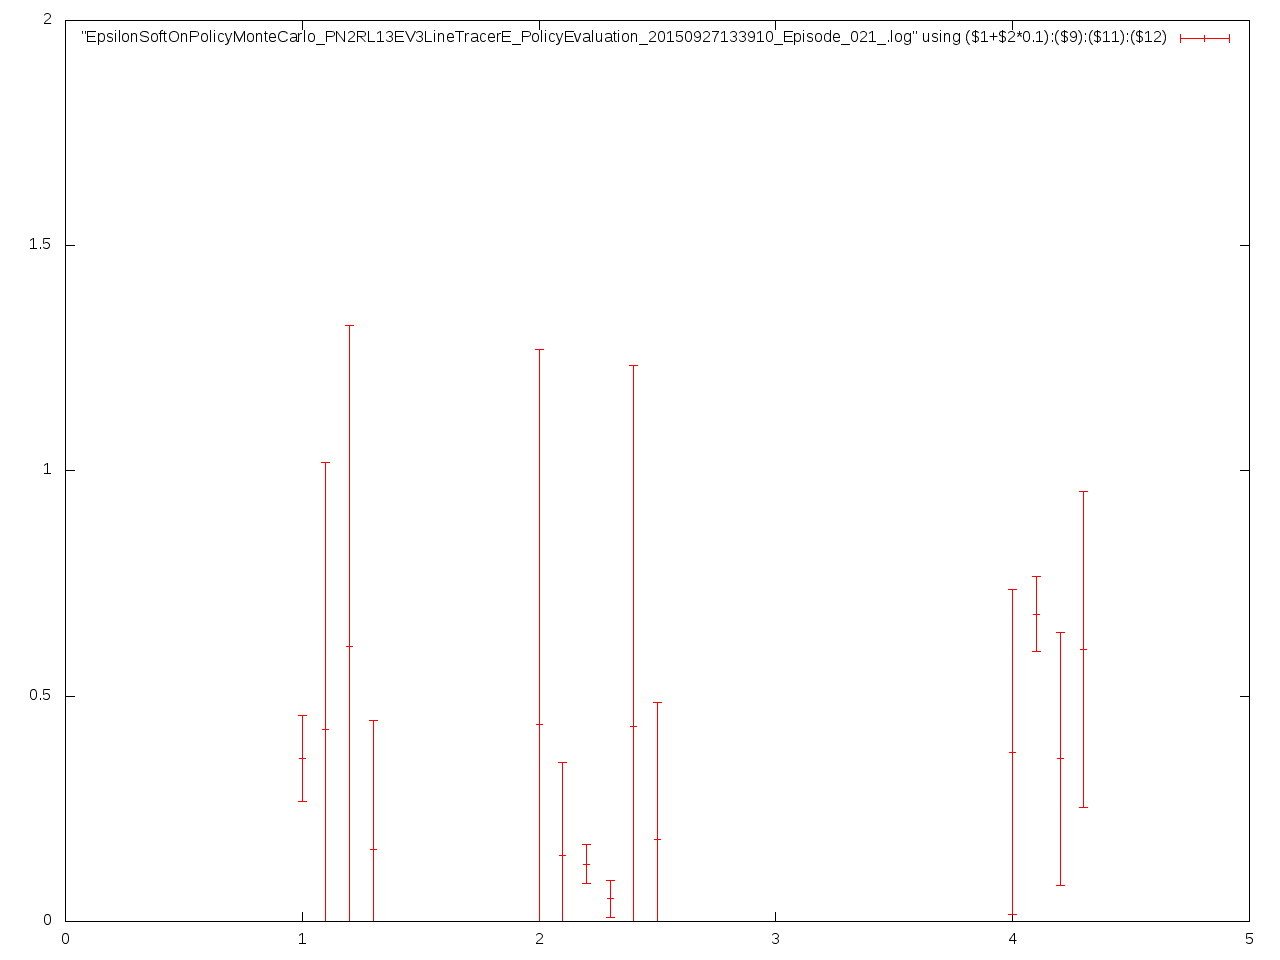 2
"EpsilonSoftOnPolicyMonteCarlo_PN2RL13EV3LineTracerE_PolicyEvaluation_20150927133910_Episode_021_.log" using ($1+$2*0.1):($9):($11):($12)
1.5
1
0.5
0
0 1 2 3 4 5